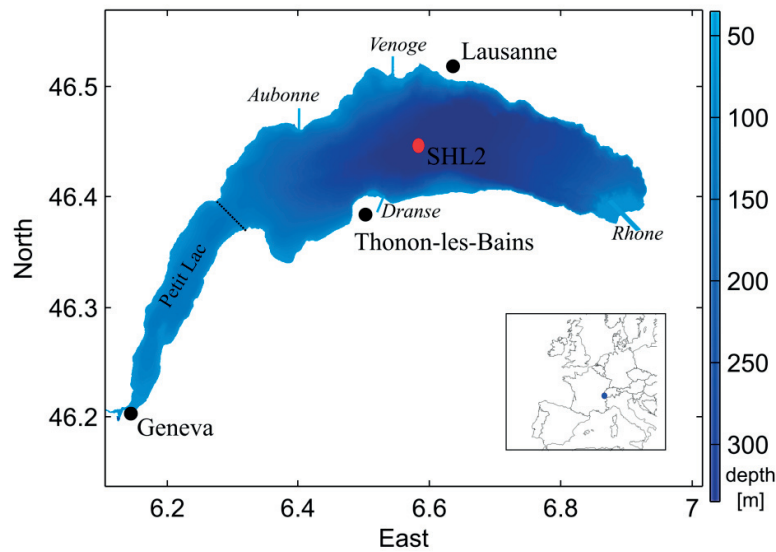 50
Venoge
Lausanne
46.5
Aubonne
100
SHL2
150
46.4
Dranse
Thonon-les-Bains
Rhone
North
Petit Lac
200
46.3
250
46.2
Geneva
300
depth
[m]
6.2
6.4
6.6
6.8
7
East